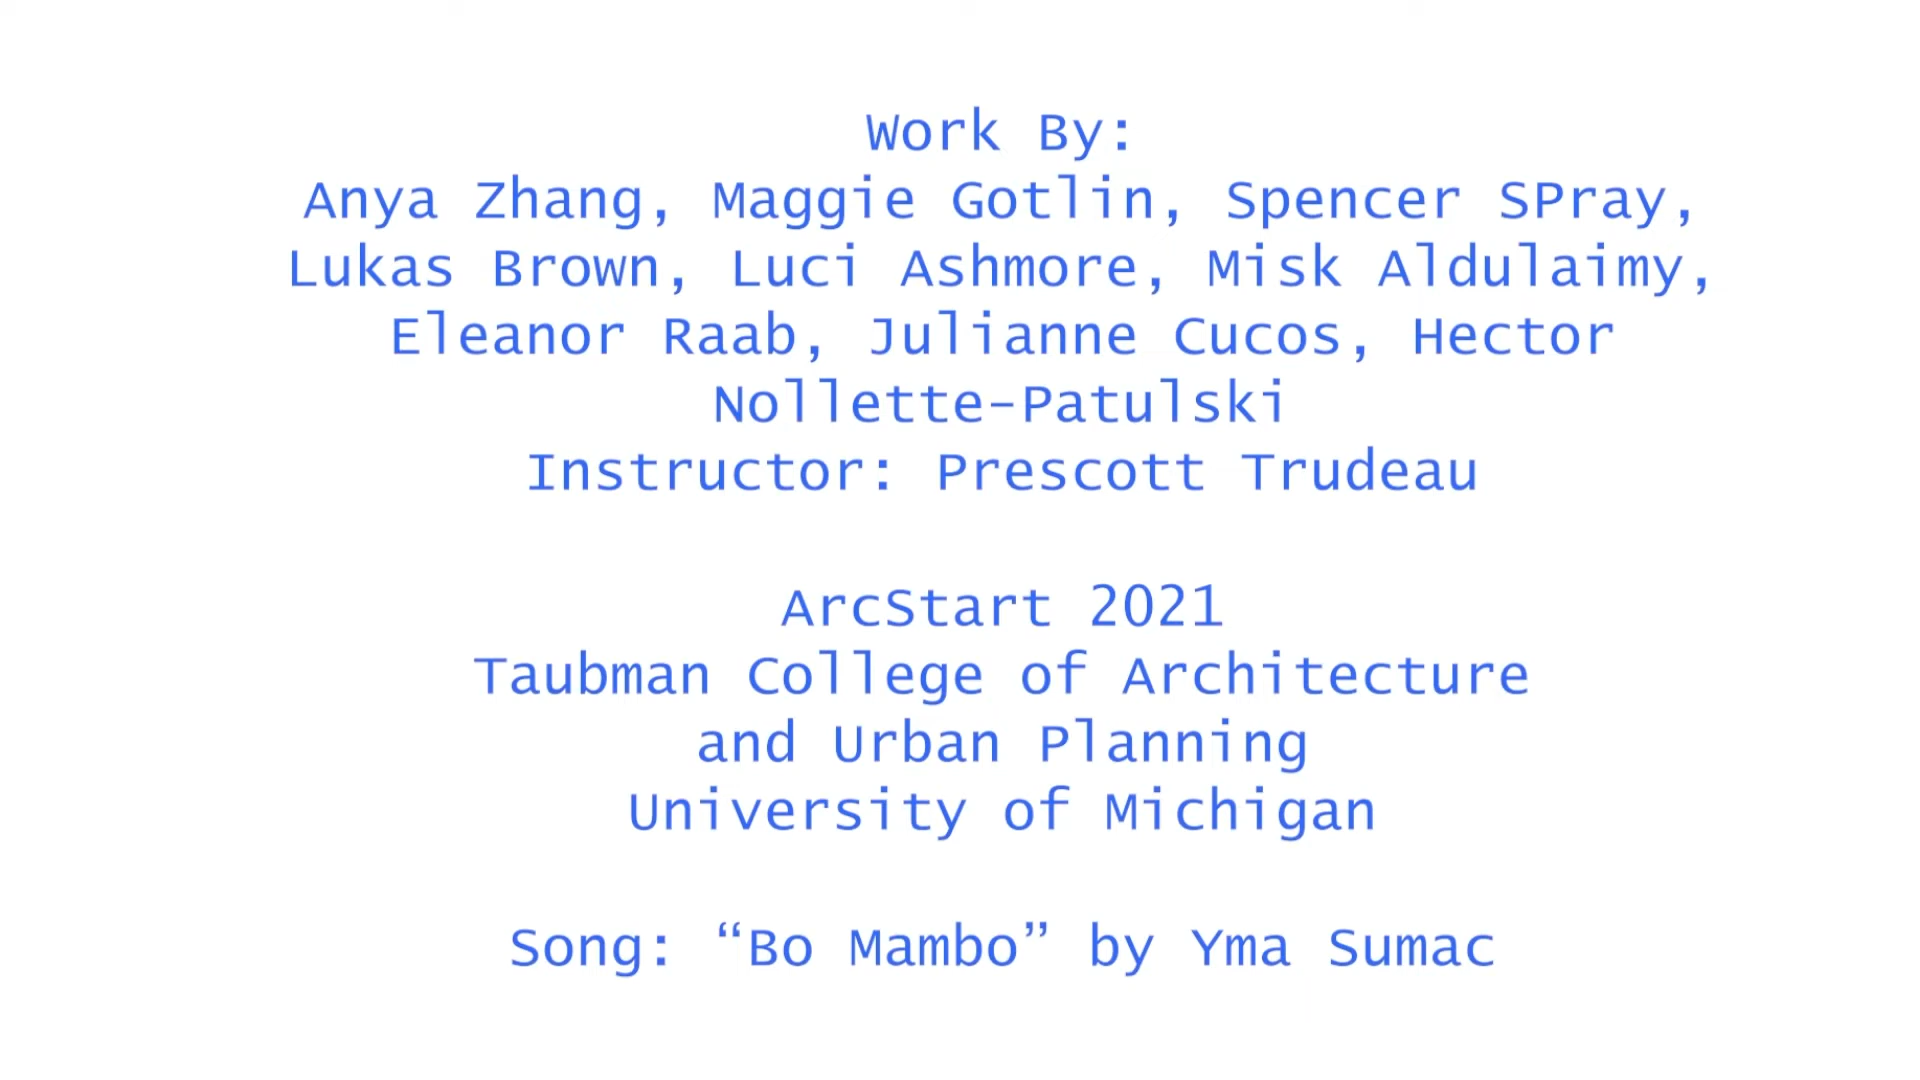 Work By:
Anya Zhang, Maggie Gotlin, Spencer SPray,
Lukas Brown, Luci Ashmore, Misk Aldulaimy,
Eleanor Raab, Julianne Cucos, Hector
Nollette-Patulski
Instructor: Prescott Trudeau
ArcStart 2021
Taubman College of Architecture
and Urban Planning
University of Michigan
Song: “Bo Mambo” by Yma Sumac